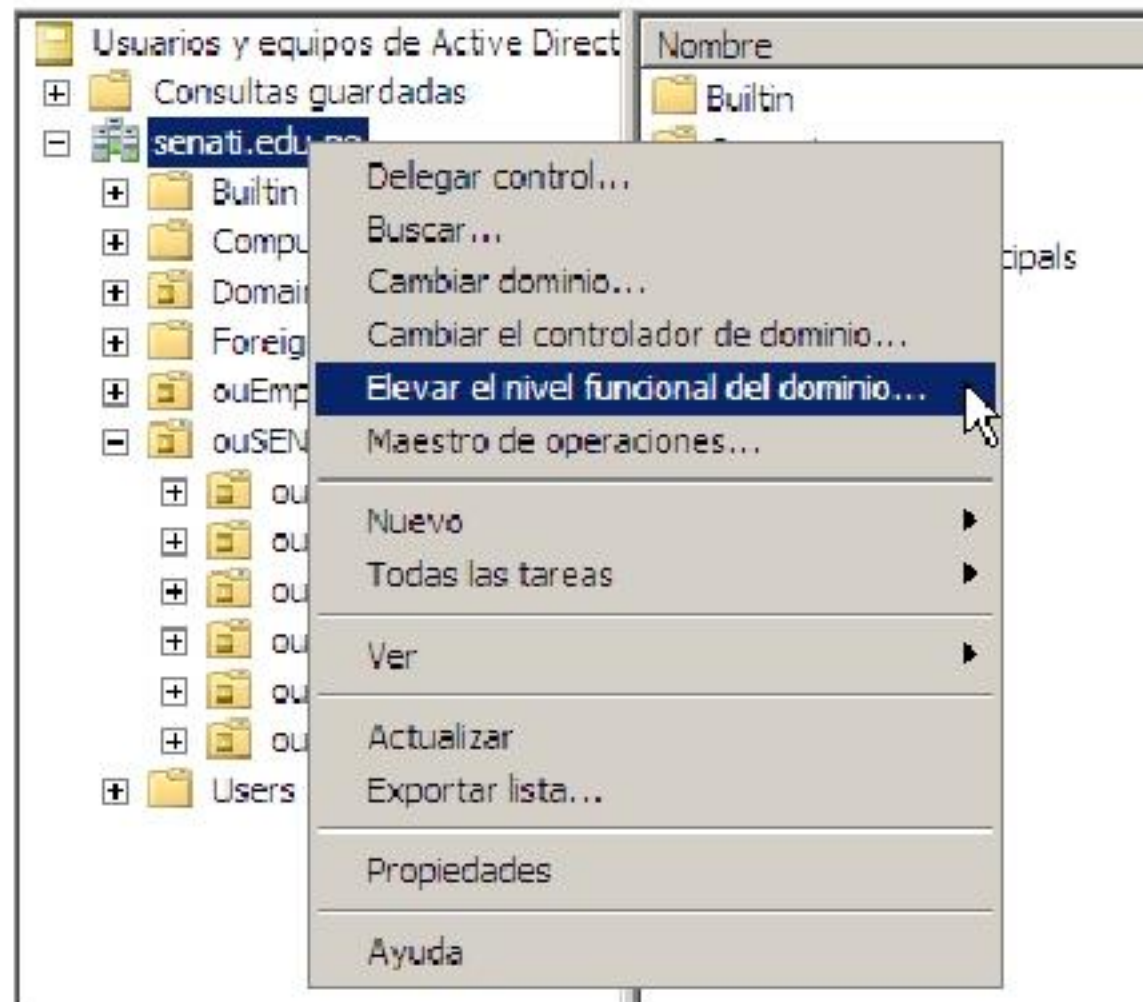 Usuarios y equipos de Active Direct
Nombre
Consultas guardadas
Builtin
senati.edu.
Builtin
Compu
cipals
Domain
Foreig
ouEmp
ouSEN
ou
ou
ou
ou
ou
ou
Users
Delegar control...
Buscar...
Cambiar dominio...
Cambiar el controlador de dominio...
Elevar el nivel funcional del dominio...
Maestro de operaciones...
Nuevo
Todas las tareas
Ver
Actualizar
Exportar lista...
Propiedades
Ayuda